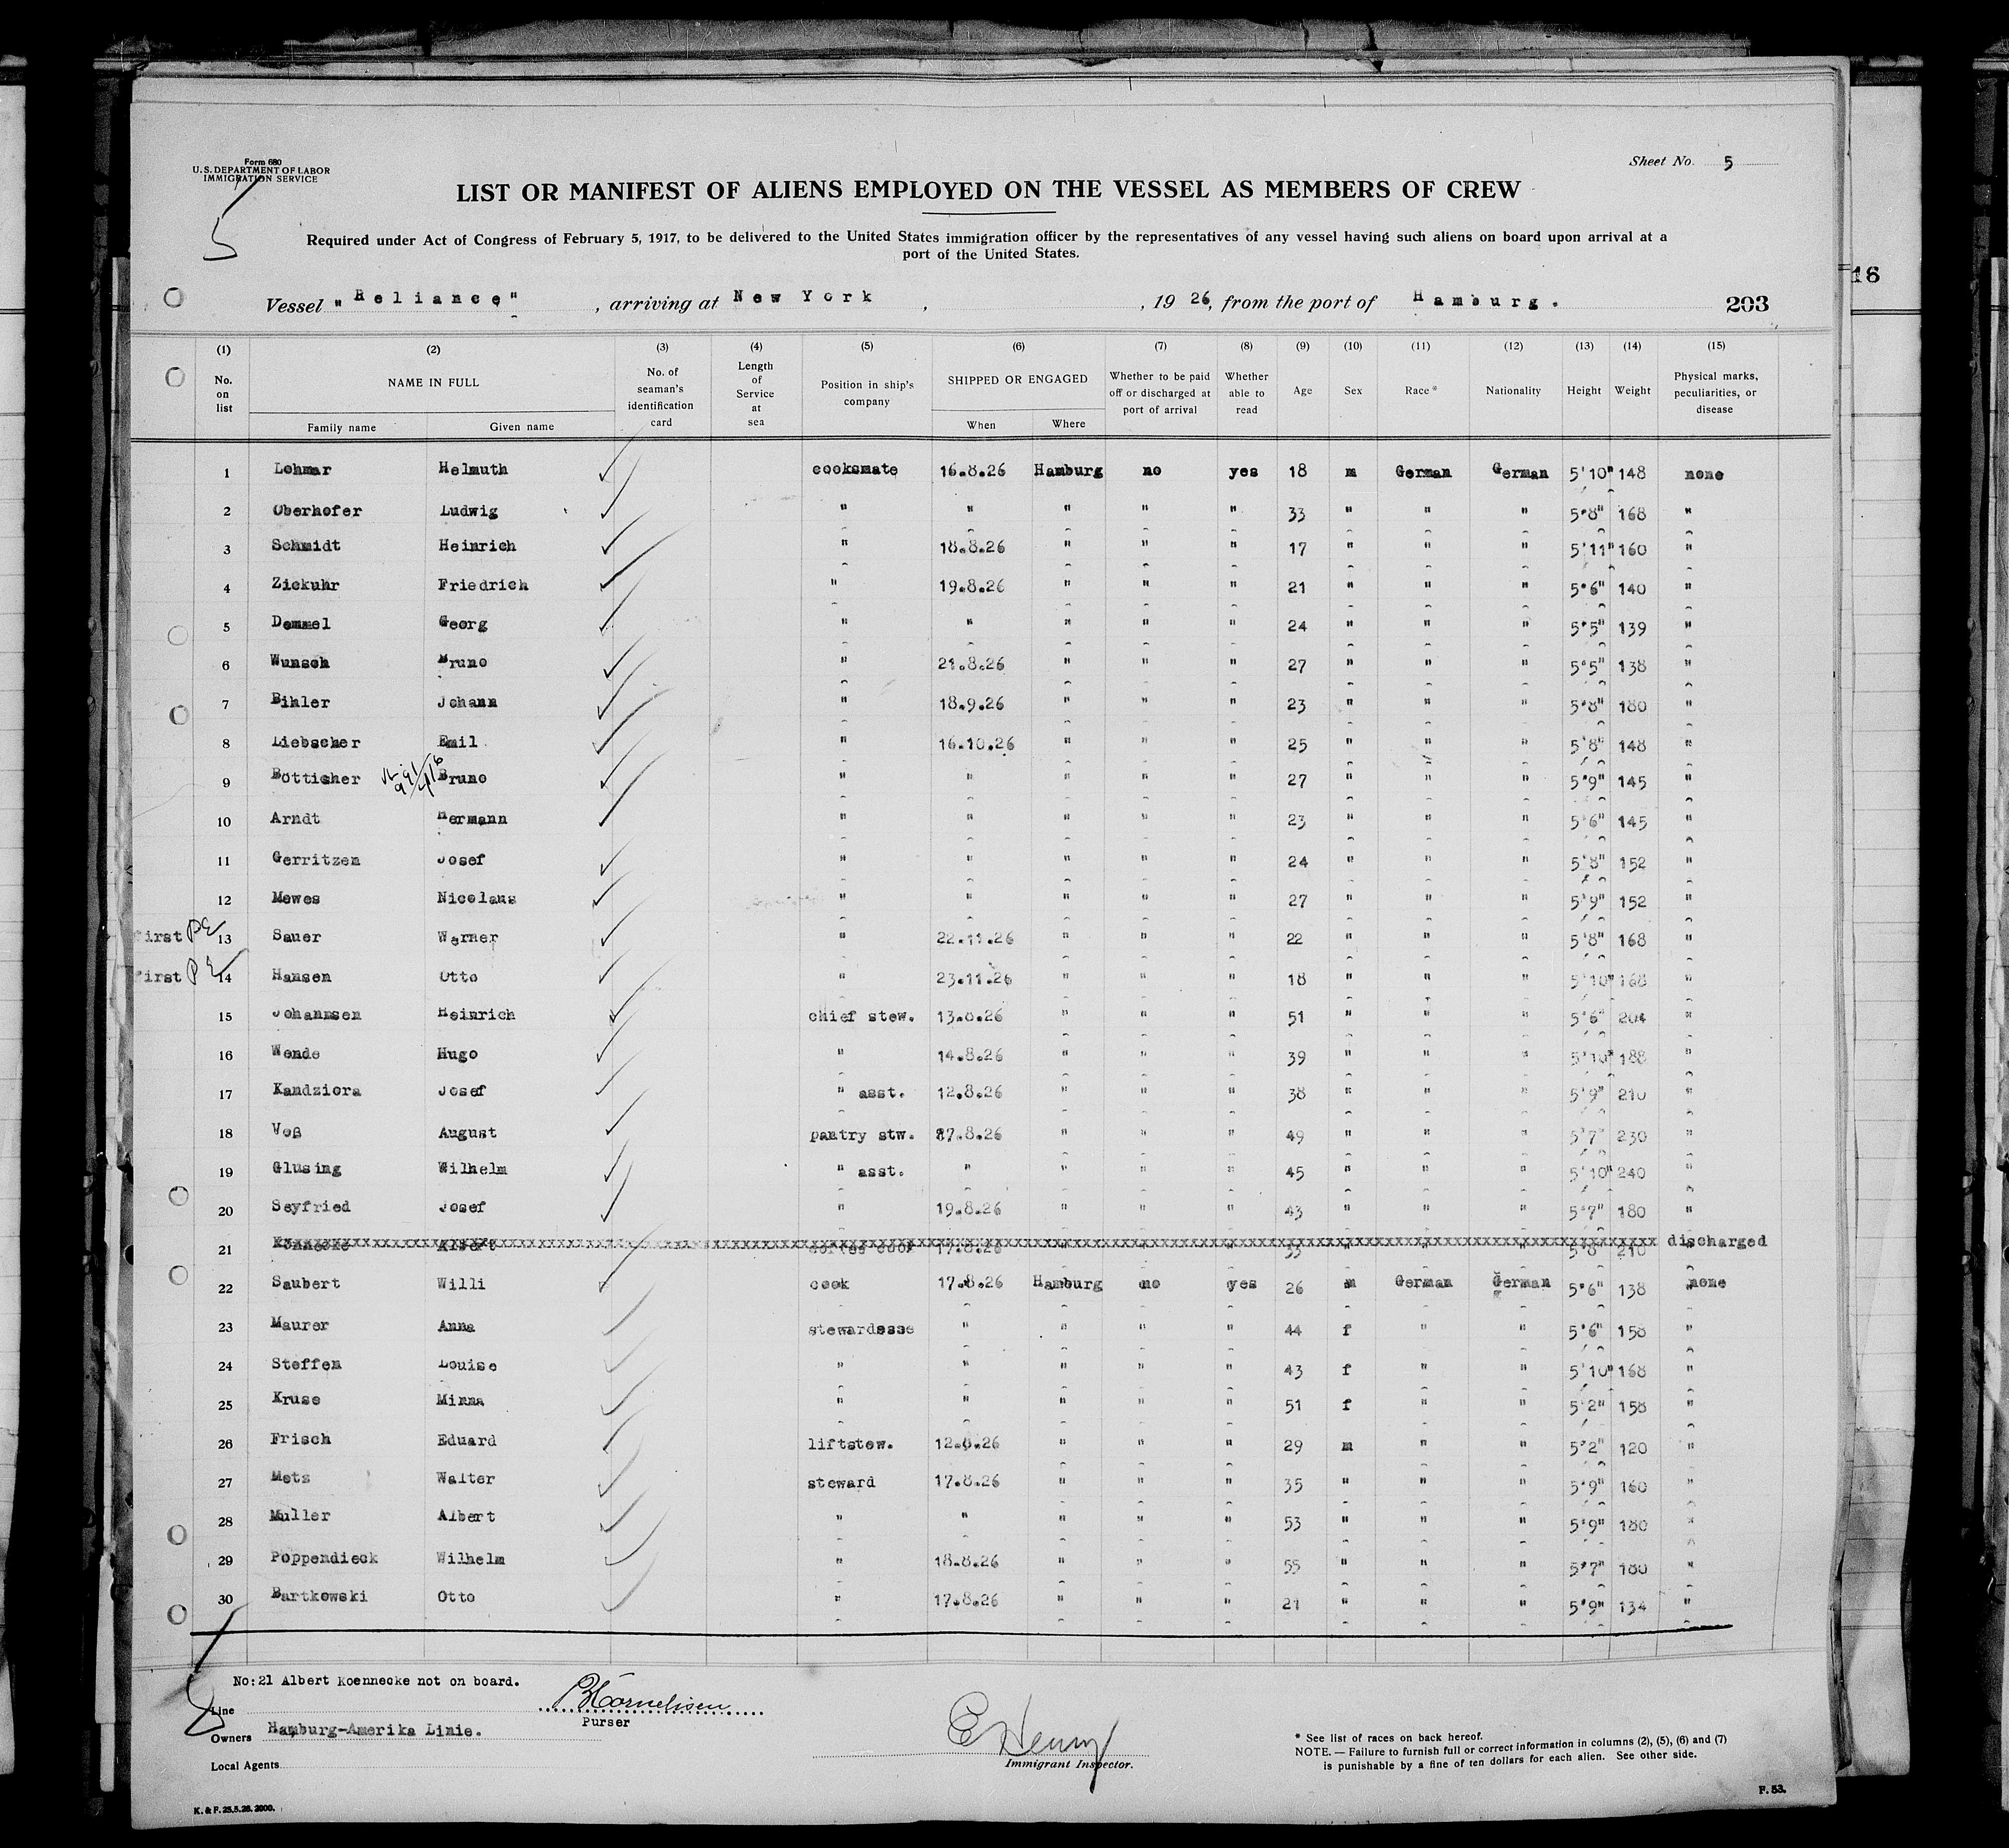 Form 680
U. S. DEPARTMENT OF LABOR
IMMIGRATION SERVICE
Sheet No. 5
5
LIST OR MANIFEST OF ALIENS EMPLOYED ON THE VESSEL AS MEMBERS OF CREW
Required under Act of Congress of February 5, 1917, to be delivered to the United States immigration officer by the representatives of any vessel having such aliens on board upon arrival at a
port of the United States.
16
Vessel "Reliance", arriving at New York, , 1926, from the port of Hamburg. 203
(1) (2) (3) (4) (5) (6) (7) (8) (9) (10) (11) (12) (13) (14) (15)
No. on list NAME IN FULL No. of seaman's identification card Length of Service at sea Position in ship's company SHIPPED OR ENGAGED Whether to be paid off or discharged at port of arrival Whether able to read Age Sex Race* Nationality Height Weight Physical marks, peculiarities, or disease
Family name Given name When Where
1 Lohmar Helmuth cooksmate 16.8.26 Hamburg no yes 18 m German German 5'10" 148 none
2 Oberhofer Ludwig " " " " " 33 " " " 5'8" 168 "
3 Schmidt Heinrich " 18.8.26 " " " 17 " " " 5'11" 160 "
4 Zickuhr Friedrich " 19.8.26 " " " 21 " " " 5'6" 140 "
5 Demmel Georg " " " " " 24 " " " 5'5" 139 "
6 Wunsch Bruno " 21.8.26 " " " 27 " " " 5'5" 138 "
7 Bihler Johann " 18.9.26 " " " 23 " " " 5'8" 180 "
8 Liebscher Emil " 16.10.26 " " " 25 " " " 5'8" 148 "
9 Botticher Bruno " " " " " 27 " " " 5'9" 145 "
10 Arndt Hermann " " " " " 23 " " " 5'6" 145 "
11 Gerritzen Josef " " " " " 24 " " " 5'8" 152 "
12 Mewes Nicolaus " " " " " 27 " " " 5'9" 152 "
first PE 13 Sauer Werner " 22.11.26 " " " 22 " " " 5'8" 168 "
first PE 14 Hansen Otto " 23.11.26 " " " 18 " " " 5'10" 168 "
15 Johannsen Heinrich chief stew. 13.8.26 " " " 51 " " " 5'6" 204 "
16 Wende Hugo " 14.8.26 " " " 39 " " " 5'10" 188 "
17 Kandziora Josef " asst. 12.8.26 " " " 38 " " " 5'9" 210 "
18 Voß August pantry stw. 17.8.26 " " " 49 " " " 5'7" 230 "
19 Glusing Wilhelm " asst. " " " " 45 " " " 5'10" 240 "
20 Seyfried Josef " 19.8.26 " " " 43 " " " 5'7" 180 "
21 Könnecke Albert coffee cook 17.8.26 " " " 33 " " " 5'8" 210 " discharged
22 Saubert Willi cook 17.8.26 Hamburg no yes 26 m German German 5'6" 138 none
23 Maurer Anna stewardesse " " " " 44 f " " 5'6" 158 "
24 Steffen Louise " " " " " 43 f " " 5'10" 168 "
25 Kruse Minna " " " " " 51 f " " 5'2" 158 "
26 Frisch Eduard liftstew. 12.8.26 " " " 29 m " " 5'2" 120 "
27 Metz Walter steward 17.8.26 " " " 35 " " " 5'9" 160 "
28 Muller Albert " " " " " 53 " " " 5'9" 180 "
29 Poppendieck Wilhelm " 18.8.26 " " " 55 " " " 5'7" 180 "
30 Bartkowski Otto " 17.8.26 " " " 21 " " " 5'9" 134 "
No:21 Albert Koennecke not on board.
Line
Cornelisen
Purser
Owners Hamburg-Amerika Linie.
Local Agents
E Henry
Immigrant Inspector.
* See list of races on back hereof.
NOTE. — Failure to furnish full or correct information in columns (2), (5), (6) and (7)
is punishable by a fine of ten dollars for each alien. See other side.
K. & F. 25.5.26. 2000.
F. 53.